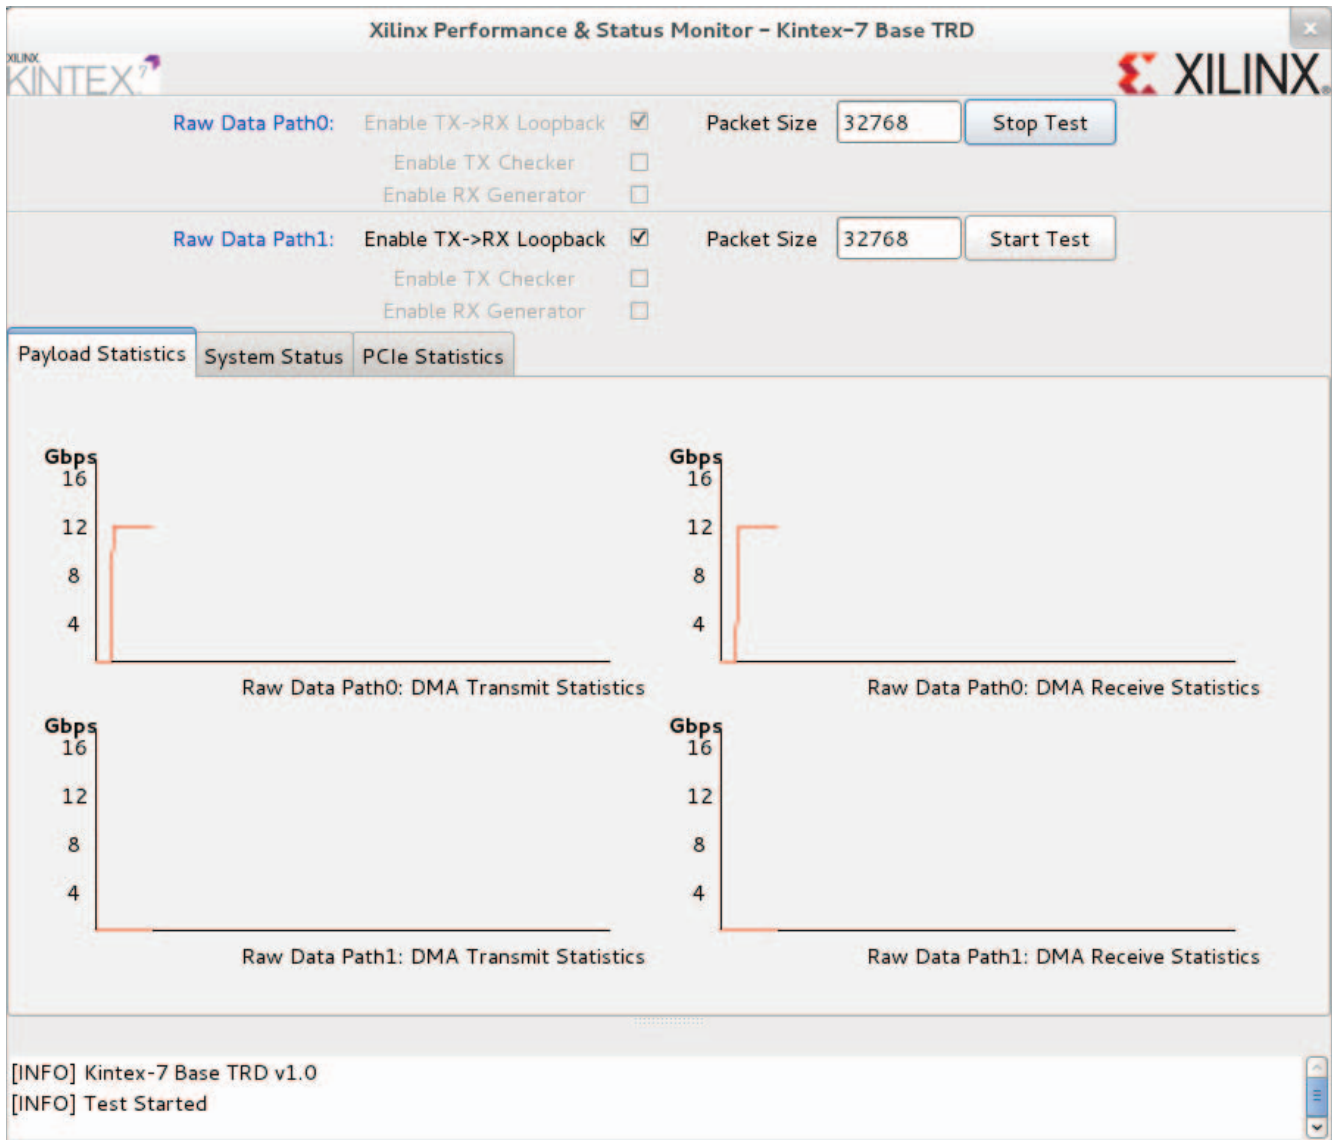 Xilinx Performance & Status Monitor – Kintex-7 Base TRD
XILINX
KINTEX.7
XILINX.
Raw Data Path0: Enable TX->RX Loopback Packet Size 32768 Stop Test
Enable TX Checker
Enable RX Generator
Raw Data Path1: Enable TX->RX Loopback Packet Size 32768 Start Test
Enable TX Checker
Enable RX Generator
Payload Statistics System Status PCIe Statistics
Gbps
16
12
8
4
Raw Data Path0: DMA Transmit Statistics
Gbps
16
12
8
4
Raw Data Path0: DMA Receive Statistics
Gbps
16
12
8
4
Raw Data Path1: DMA Transmit Statistics
Gbps
16
12
8
4
Raw Data Path1: DMA Receive Statistics
[INFO] Kintex-7 Base TRD v1.0
[INFO] Test Started